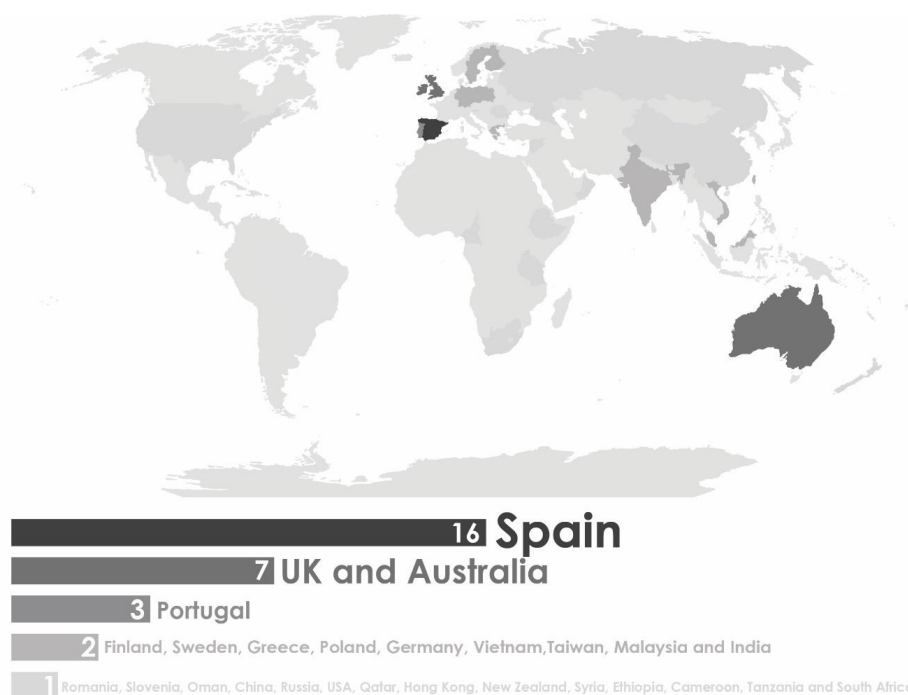 16 Spain
7 UK and Australia
3 Portugal
2 Finland, Sweden, Greece, Poland, Germany, Vietnam,Taiwan, Malaysia and India
1 Romania, Slovenia, Oman, China, Russia, USA, Qatar, Hong Kong, New Zealand, Syria, Ethiopia, Cameroon, Tanzania and South Africa